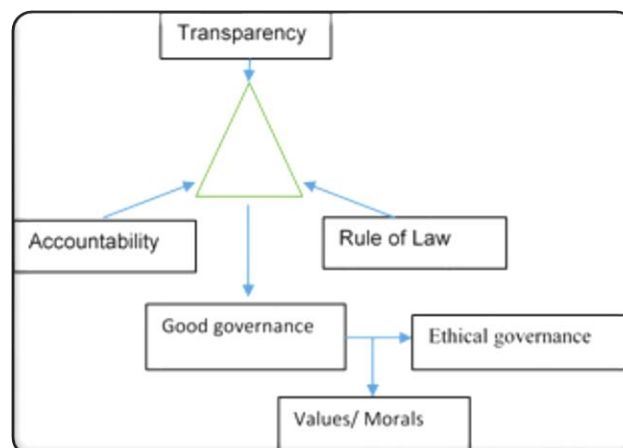 Transparency
Accountability
Rule of Law
Good governance
Ethical governance
Values/ Morals